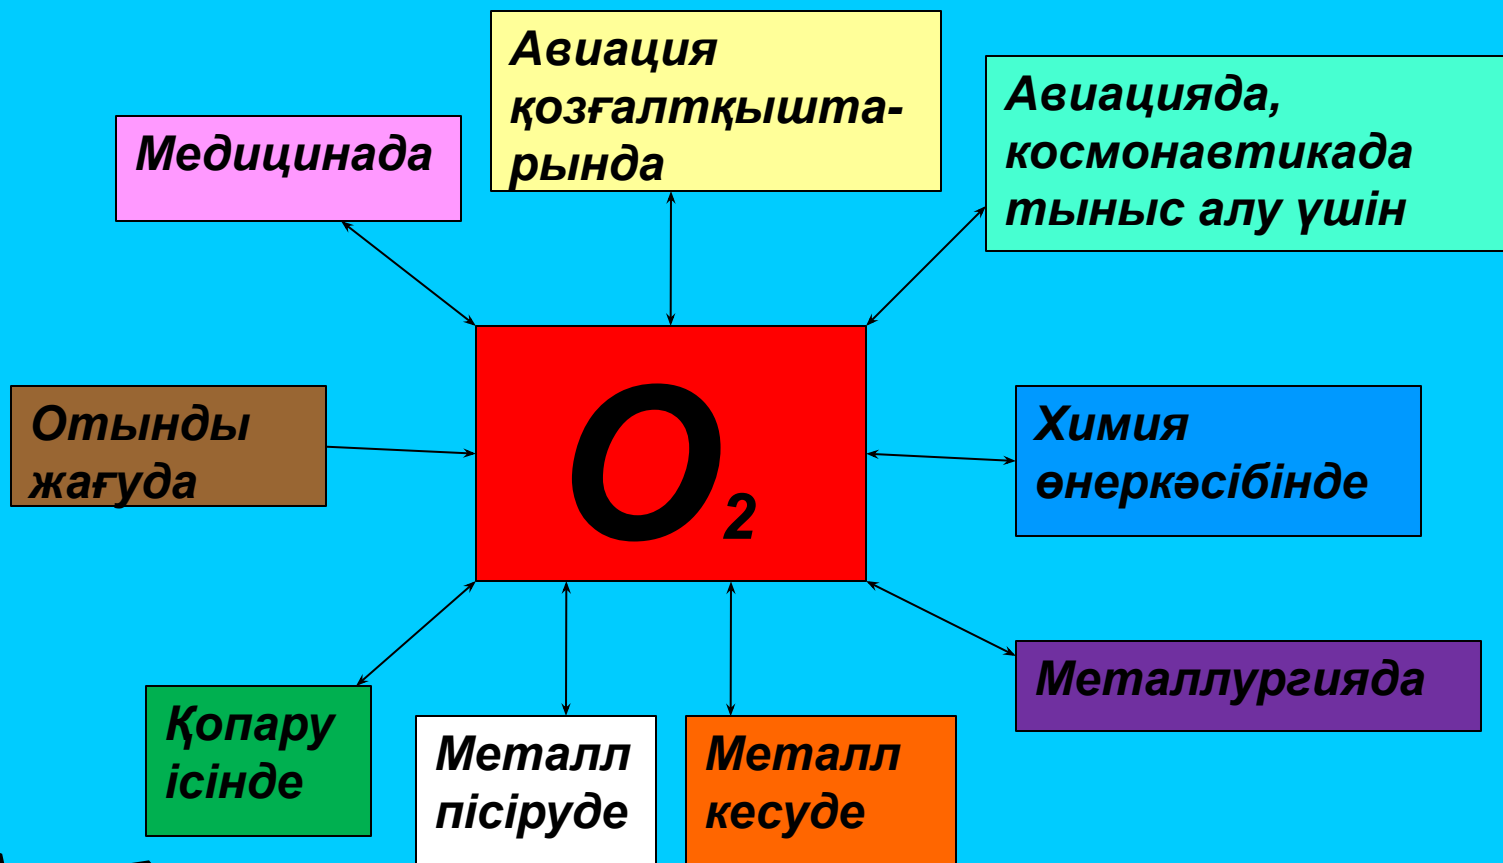 Авиация
қозғалтқышта-
рында
Авиацияда,
космонавтикада
тыныс алу үшін
Медицинада
О2
Отынды
жағуда
Химия
өнеркәсібінде
Металлургияда
Қопару
ісінде
Металл
пісіруде
Металл
кесуде